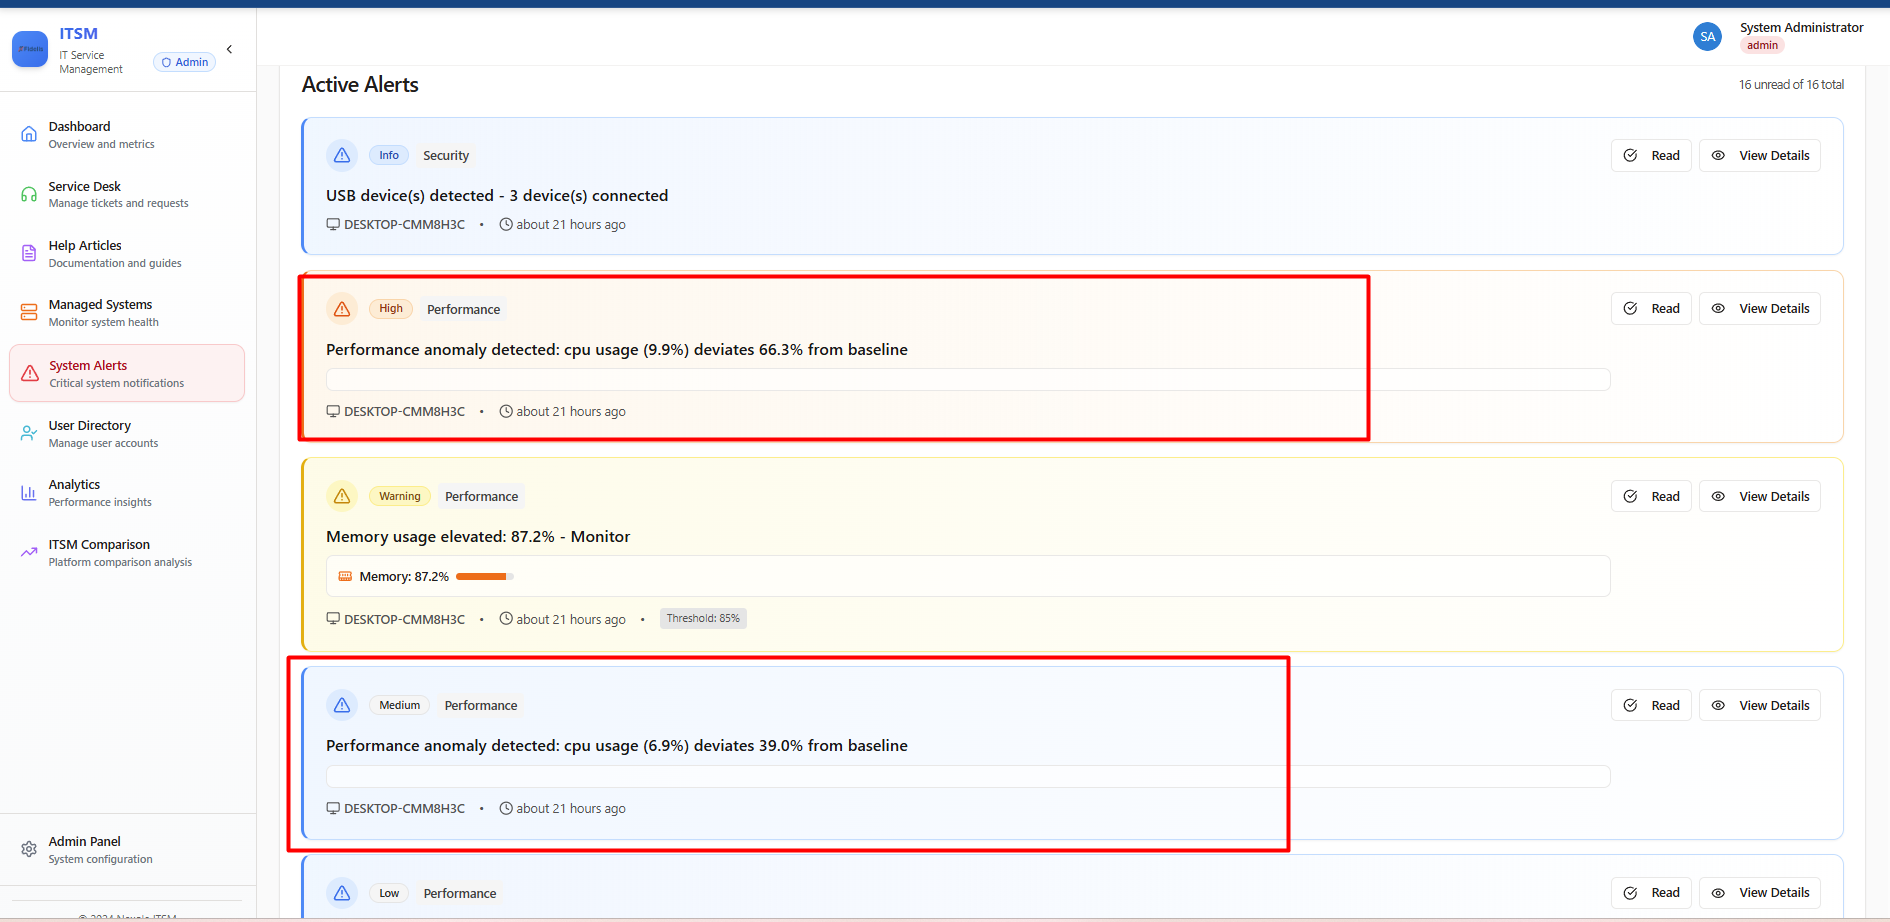 ITSM
IT Service
Management
Admin
System Administrator
SA
admin
Dashboard
Overview and metrics
Service Desk
Manage tickets and requests
Help Articles
Documentation and guides
Managed Systems
Monitor system health
System Alerts
Critical system notifications
User Directory
Manage user accounts
Analytics
Performance insights
ITSM Comparison
Platform comparison analysis
Admin Panel
System configuration
Active Alerts
16 unread of 16 total
Info Security Read View Details
USB device(s) detected - 3 device(s) connected
DESKTOP-CMM8H3C • about 21 hours ago
High Performance Read View Details
Performance anomaly detected: cpu usage (9.9%) deviates 66.3% from baseline
DESKTOP-CMM8H3C • about 21 hours ago
Warning Performance Read View Details
Memory usage elevated: 87.2% - Monitor
Memory: 87.2%
DESKTOP-CMM8H3C • about 21 hours ago • Threshold: 85%
Medium Performance Read View Details
Performance anomaly detected: cpu usage (6.9%) deviates 39.0% from baseline
DESKTOP-CMM8H3C • about 21 hours ago
Low Performance Read View Details